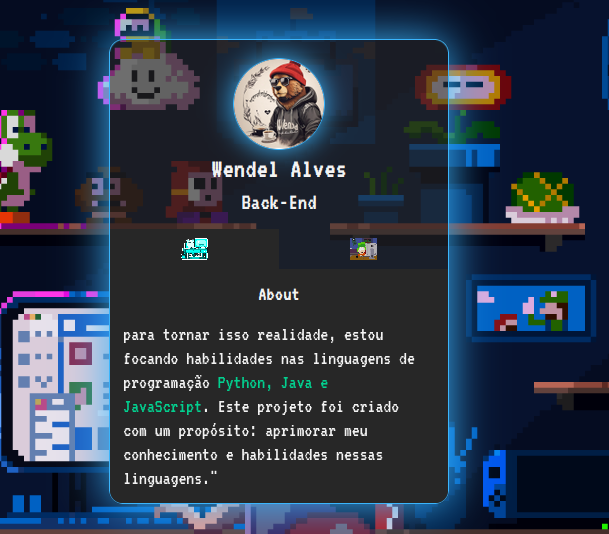 Wendel Alves
Back-End
About
para tornar isso realidade, estou
focando habilidades nas linguagens de
programação Python, Java e
JavaScript. Este projeto foi criado
com um propósito: aprimorar meu
conhecimento e habilidades nessas
linguagens."